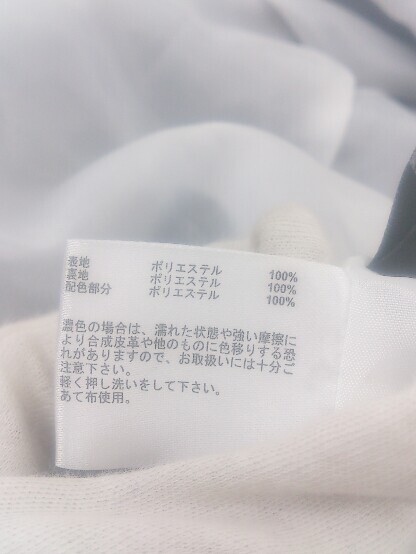 表地 ポリエステル 100%
裏地 ポリエステル 100%
配色部分 ポリエステル 100%
濃色の場合は、濡れた状態や強い摩擦に
より合成皮革や他のものに色移りする恐
れがありますので、お取扱いには十分ご
注意下さい。
軽く押し洗いをして下さい。
あて布使用。